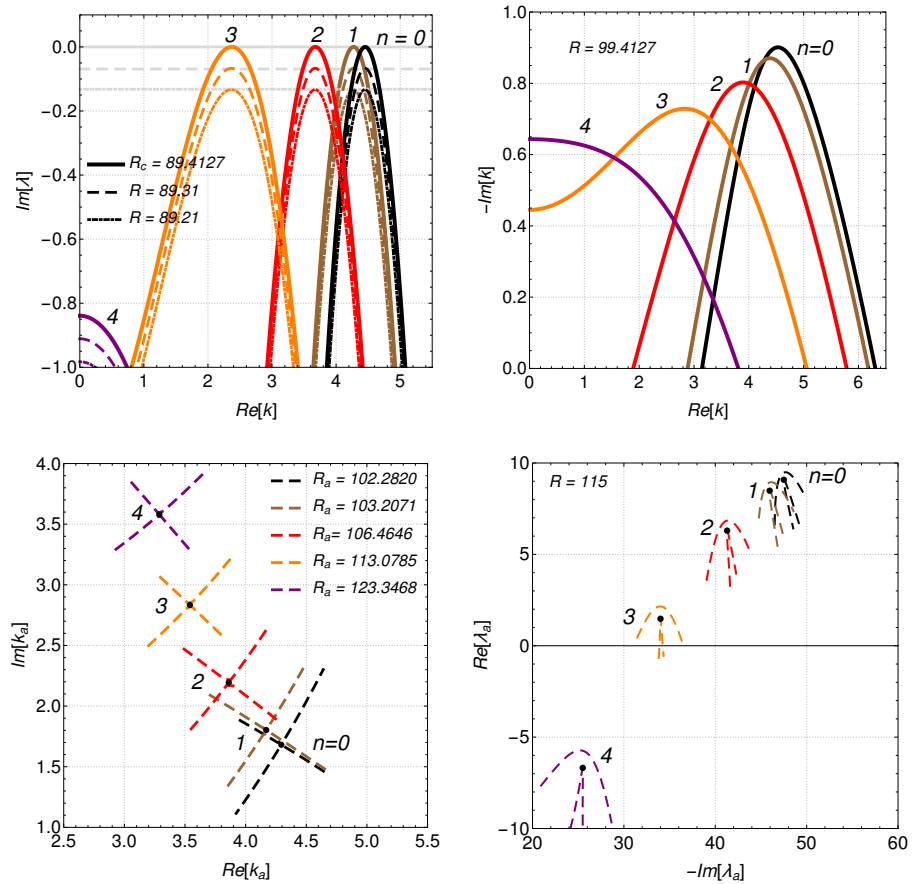 3 2 1 n = 0
0.0
−0.2
−0.4
−0.6
−0.8
−1.0
Im[λ]
R_c = 89.4127
R = 89.31
R = 89.21
4
0 1 2 3 4 5
Re[k]
R = 99.4127
n=0
1
2
3
4
1.0
0.8
0.6
0.4
0.2
0.0
−Im[k]
0 1 2 3 4 5 6
Re[k]
4.0
3.5
3.0
2.5
2.0
1.5
1.0
Im[k_a]
R_a = 102.2820
R_a = 103.2071
R_a= 106.4646
R_a = 113.0785
R_a = 123.3468
4
3
2
1 n=0
2.5 3.0 3.5 4.0 4.5 5.0 5.5
Re[k_a]
R = 115
n=0
1
2
3
4
10
5
0
−5
−10
Re[λ_a]
20 30 40 50 60
−Im[λ_a]